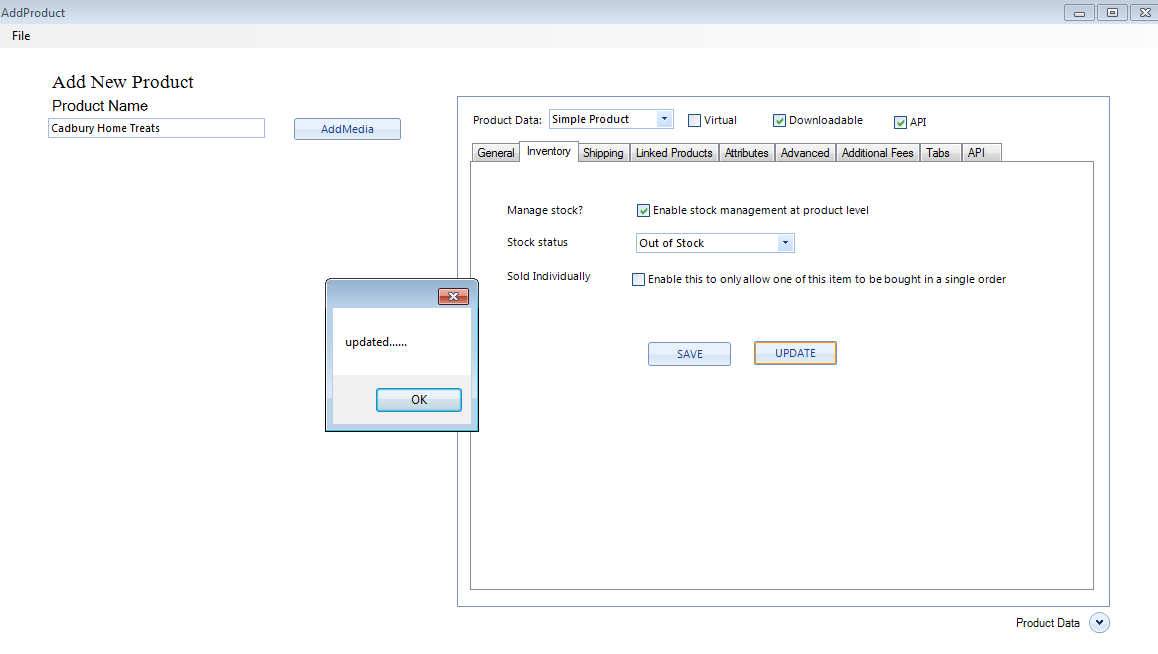 AddProduct
File
Add New Product
Product Name
Cadbury Home Treats
AddMedia
Product Data: Simple Product Virtual Downloadable API
General Inventory Shipping Linked Products Attributes Advanced Additional Fees Tabs API
Manage stock? Enable stock management at product level
Stock status Out of Stock
Sold Individually Enable this to only allow one of this item to be bought in a single order
SAVE UPDATE
updated......
OK
Product Data